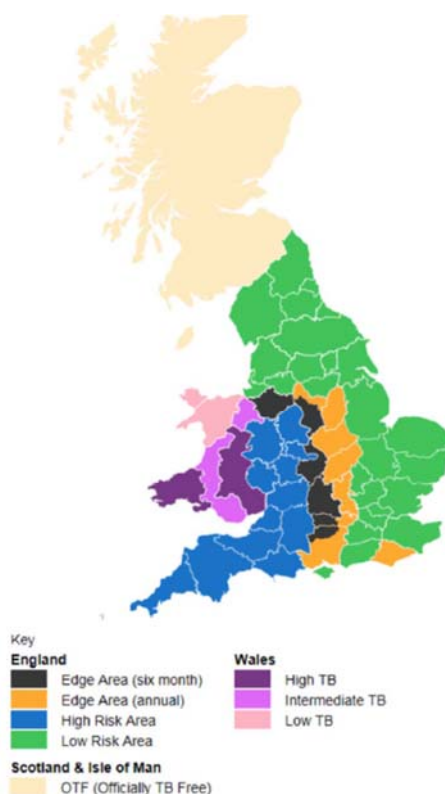 Key
England
Edge Area (six month)
Edge Area (annual)
High Risk Area
Low Risk Area
Wales
High TB
Intermediate TB
Low TB
Scotland & Isle of Man
OTF (Officially TB Free)